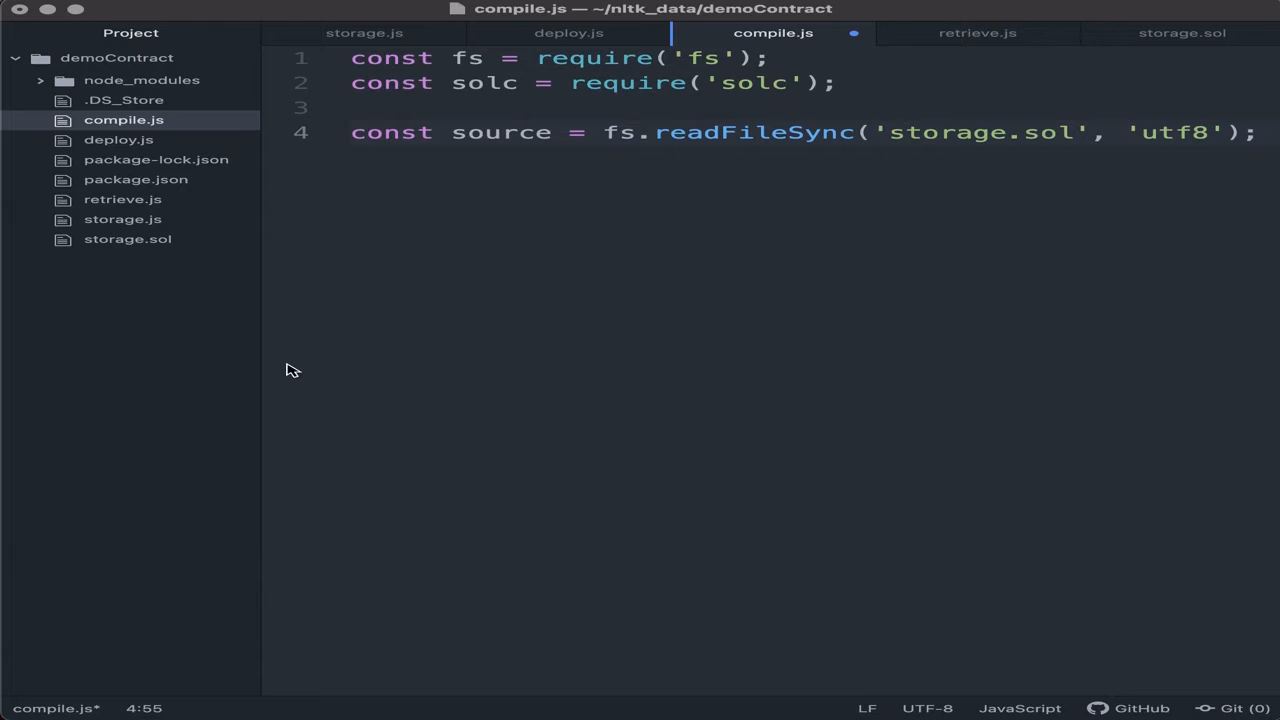 compile.js — ~/nltk_data/demoContract
Project
storage.js
deploy.js
compile.js
retrieve.js
storage.sol
demoContract
node_modules
.DS_Store
compile.js
deploy.js
package-lock.json
package.json
retrieve.js
storage.js
storage.sol
1 const fs = require('fs');
2 const solc = require('solc');
3
4 const source = fs.readFileSync('storage.sol', 'utf8');
compile.js* 4:55 LF UTF-8 JavaScript GitHub Git (0)